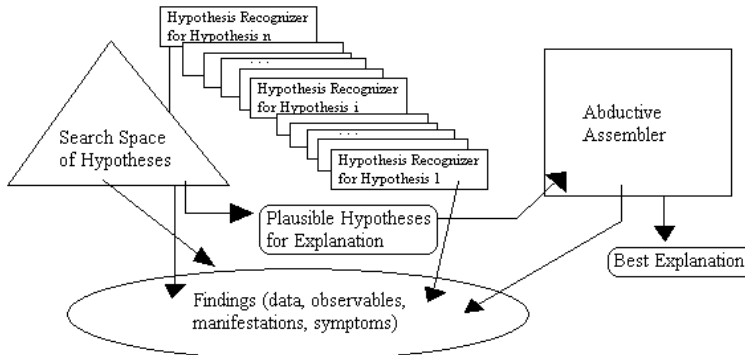 Hypothesis Recognizer
for Hypothesis n
. . .
Hypothesis Recognizer
for Hypothesis i
. . .
Hypothesis Recognizer
for Hypothesis 1
Search Space
of Hypotheses
Abductive
Assembler
Plausible Hypotheses
for Explanation
Best Explanation
Findings (data, observables,
manifestations, symptoms)